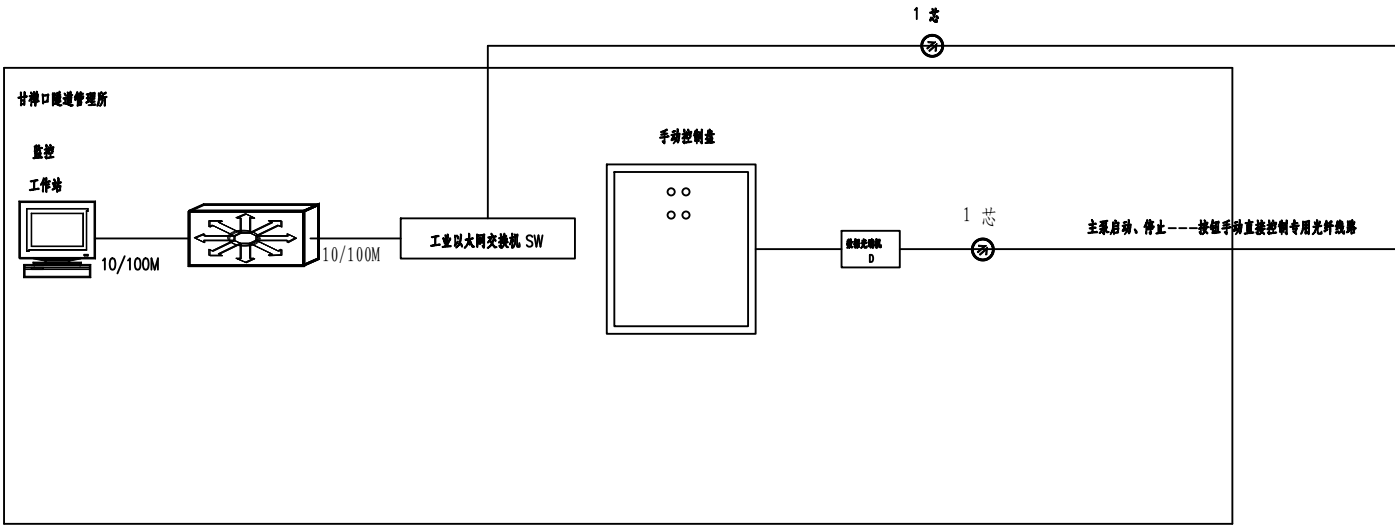 1 芯
甘禅口隧道管理所
手动控制盘
监控
工作站
1 芯
主泵启动、停止---按钮手动直接控制专用光纤线路
工业以太网交换机 SW
10/100M
10/100M
D